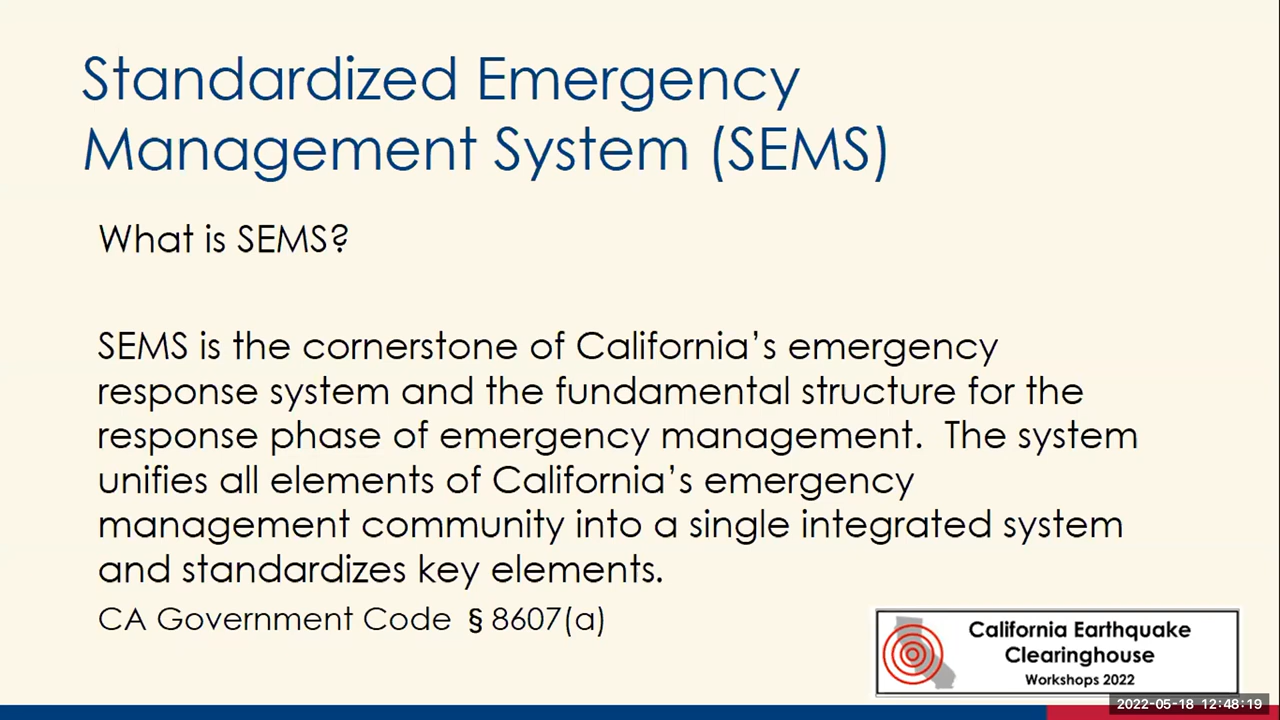 Standardized Emergency
Management System (SEMS)
What is SEMS?
SEMS is the cornerstone of California’s emergency
response system and the fundamental structure for the
response phase of emergency management.  The system
unifies all elements of California’s emergency
management community into a single integrated system
and standardizes key elements.
CA Government Code § 8607(a)
California Earthquake
Clearinghouse
Workshops 2022
2022-05-18 12:48:19